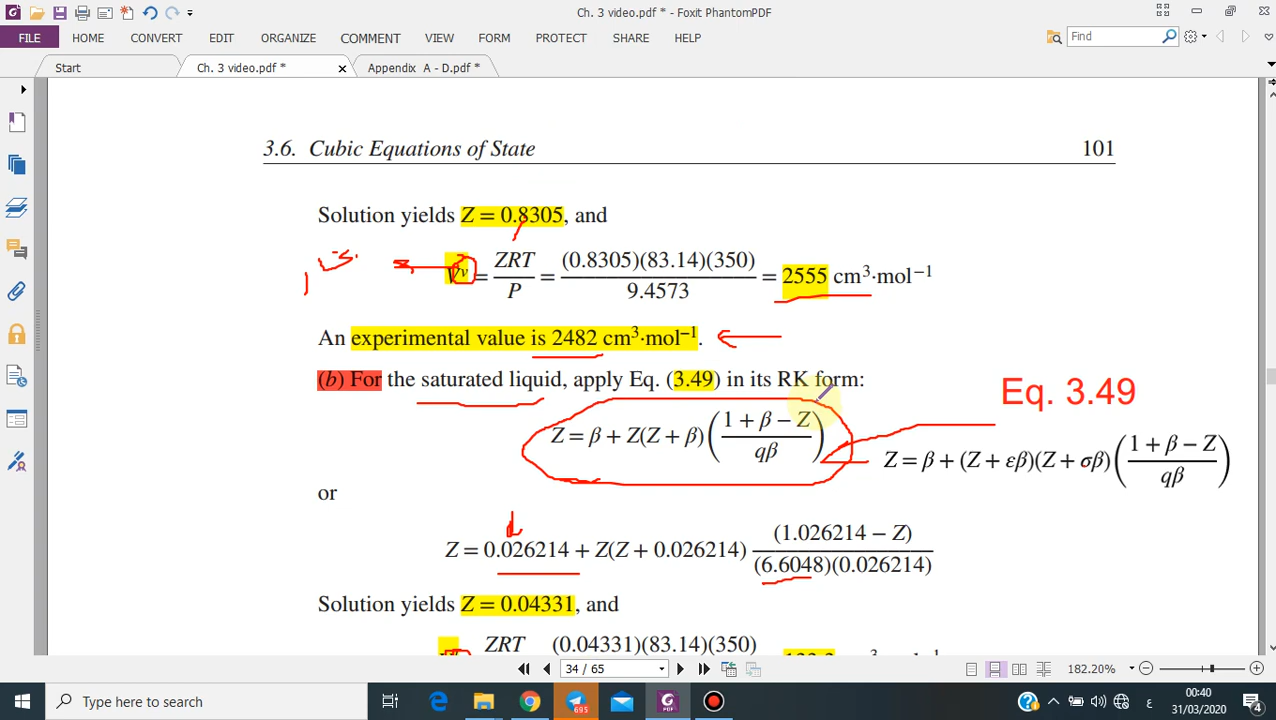 Ch. 3 video.pdf * - Foxit PhantomPDF
FILE HOME CONVERT EDIT ORGANIZE COMMENT VIEW FORM PROTECT SHARE HELP Find
Start Ch. 3 video.pdf * Appendix A - D.pdf *
3.6. Cubic Equations of State 101
Solution yields Z = 0.8305, and
V^v = ZRT/P = (0.8305)(83.14)(350)/9.4573 = 2555 cm³·mol⁻¹
An experimental value is 2482 cm³·mol⁻¹.
(b) For the saturated liquid, apply Eq. (3.49) in its RK form:
Eq. 3.49
Z = β + Z(Z + β)((1 + β − Z)/qβ)
Z = β + (Z + εβ)(Z + σβ)((1 + β − Z)/qβ)
or
Z = 0.026214 + Z(Z + 0.026214) (1.026214 − Z)/(6.6048)(0.026214)
Solution yields Z = 0.04331, and
ZRT (0.04331)(83.14)(350)
34 / 65 182.20%
Type here to search
695
00:40
31/03/2020
4